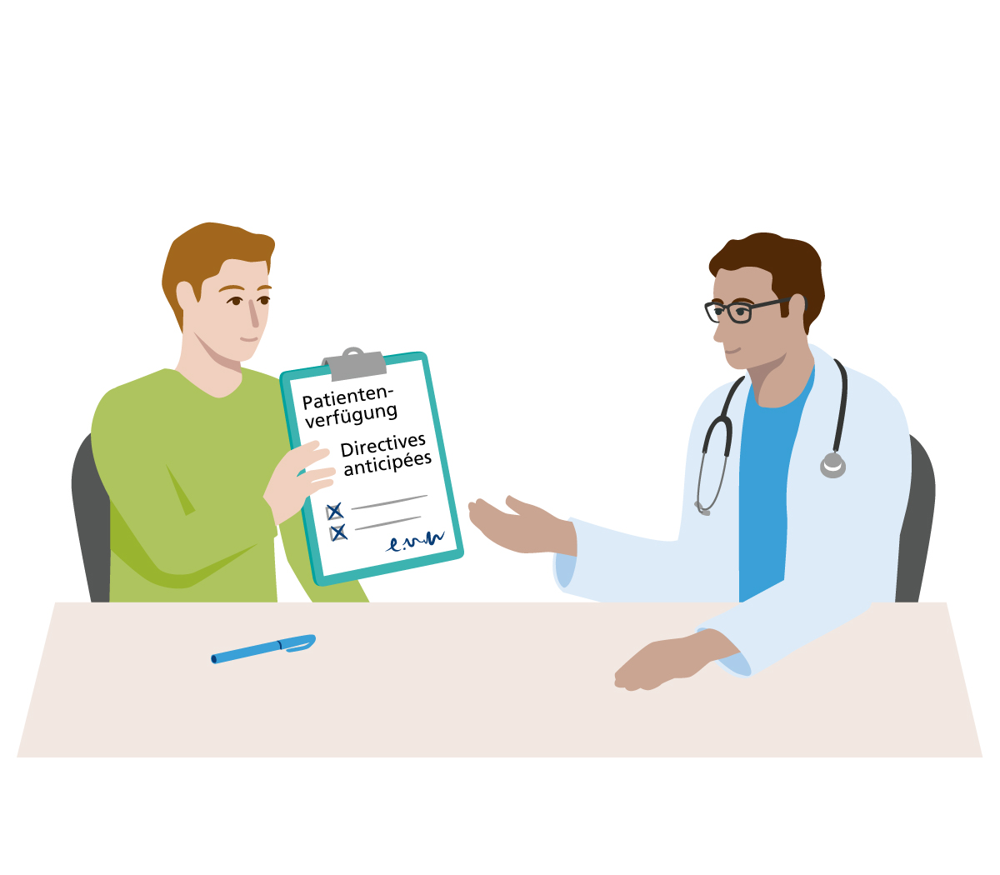 Patienten-
verfügung
Directives
anticipées